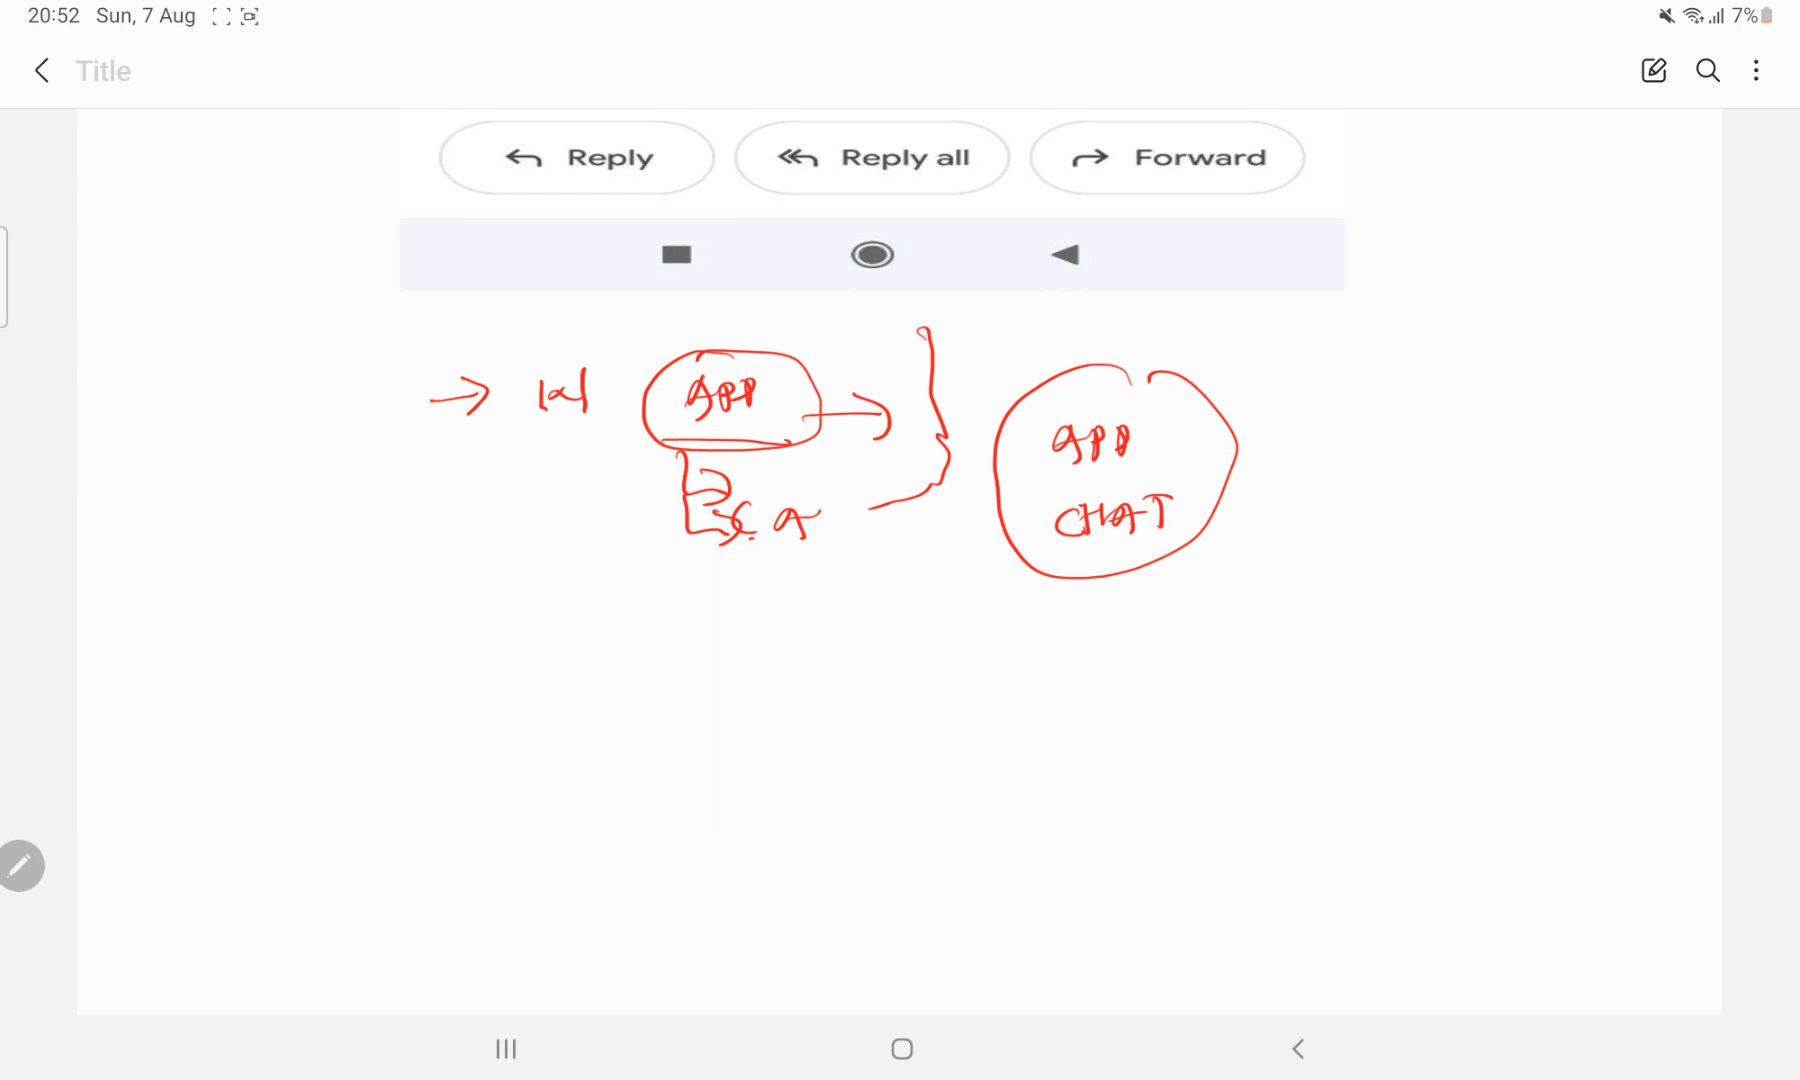 20:52 Sun, 7 Aug 7%
Title
Reply Reply all Forward
→ APP →
APP
CHAT